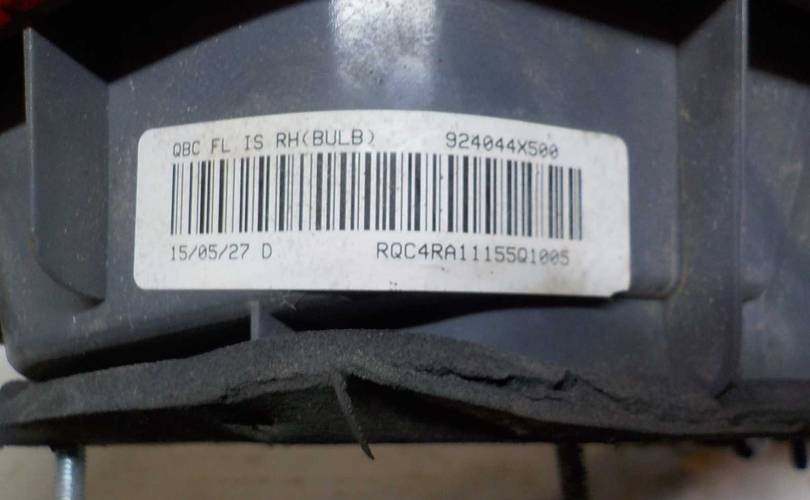 QBC FL IS RH(BULB) 924044X500
15/05/27 D RQC4RA11155Q1005